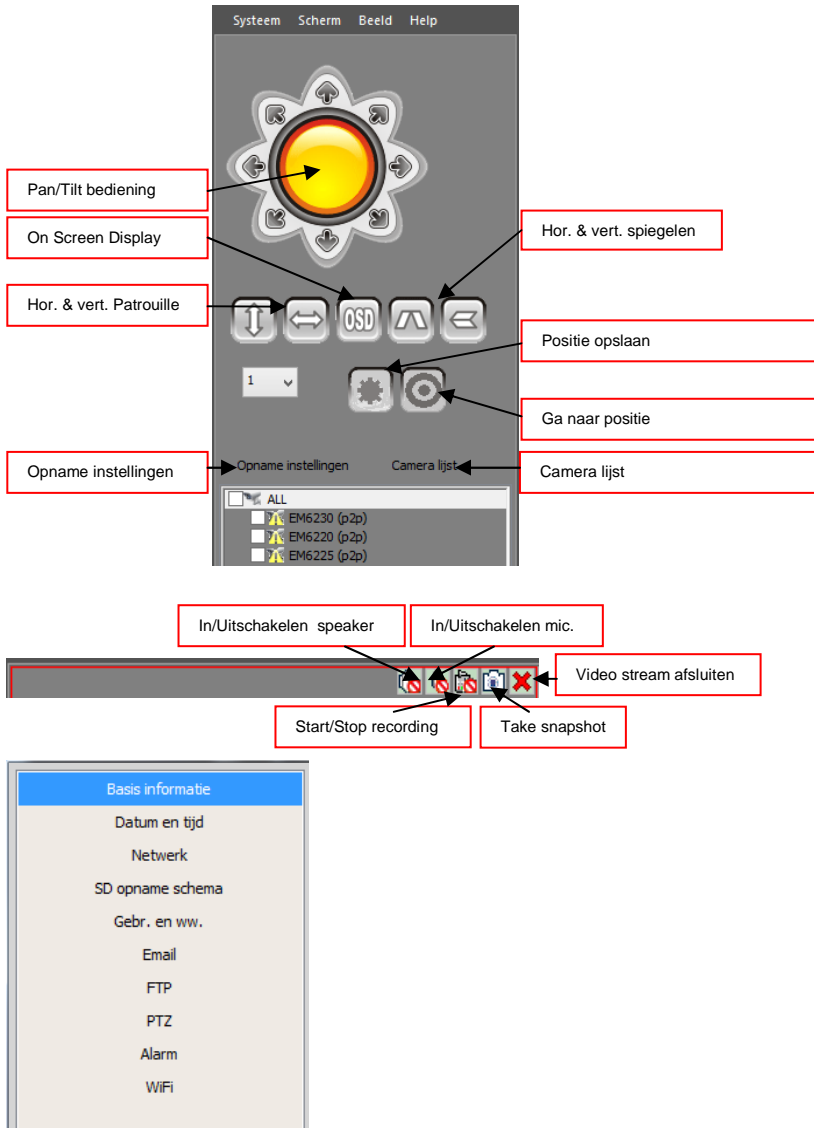 Systeem Scherm Beeld Help
Pan/Tilt bediening
On Screen Display
Hor. & vert. spiegelen
Hor. & vert. Patrouille
OSD
Positie opslaan
1
Ga naar positie
Opname instellingen
Opname instellingen Camera lijst
Camera lijst
ALL
EM6230 (p2p)
EM6220 (p2p)
EM6225 (p2p)
In/Uitschakelen speaker
In/Uitschakelen mic.
Video stream afsluiten
Start/Stop recording
Take snapshot
Basis informatie
Datum en tijd
Netwerk
SD opname schema
Gebr. en ww.
Email
FTP
PTZ
Alarm
WiFi